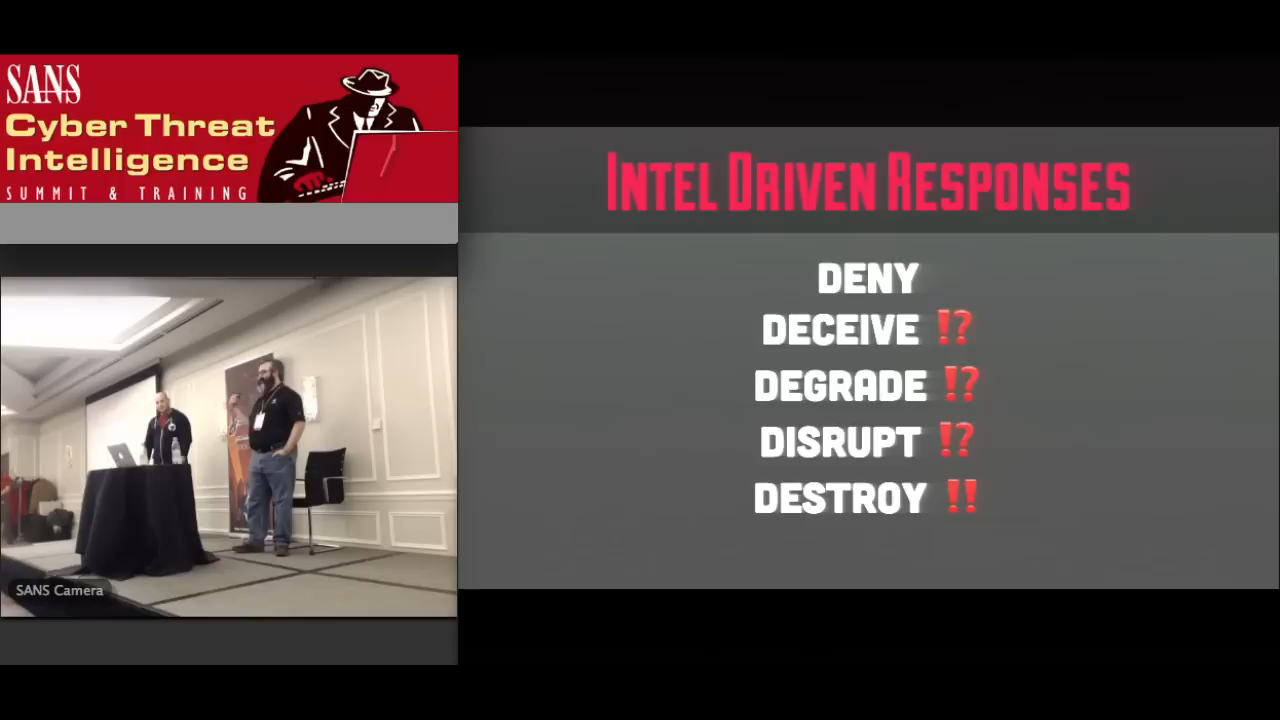 SANS
Cyber Threat
Intelligence
SUMMIT & TRAINING
SANS Camera
INTEL DRIVEN RESPONSES
DENY
DECEIVE ⁉
DEGRADE ⁉
DISRUPT ⁉
DESTROY ‼